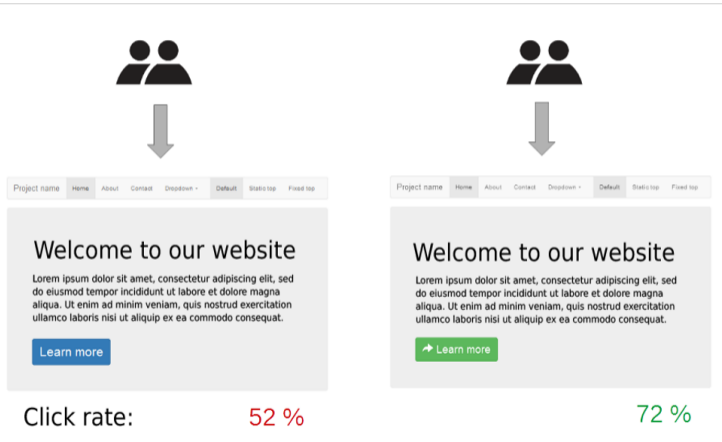 Project name Home About Contact Dropdown Default Static top Fixed top
Welcome to our website
Lorem ipsum dolor sit amet, consectetur adipiscing elit, sed
do eiusmod tempor incididunt ut labore et dolore magna
aliqua. Ut enim ad minim veniam, quis nostrud exercitation
ullamco laboris nisi ut aliquip ex ea commodo consequat.
Learn more
Click rate: 52 %
Project name Home About Contact Dropdown Default Static top Fixed top
Welcome to our website
Lorem ipsum dolor sit amet, consectetur adipiscing elit, sed
do eiusmod tempor incididunt ut labore et dolore magna
aliqua. Ut enim ad minim veniam, quis nostrud exercitation
ullamco laboris nisi ut aliquip ex ea commodo consequat.
Learn more
72 %